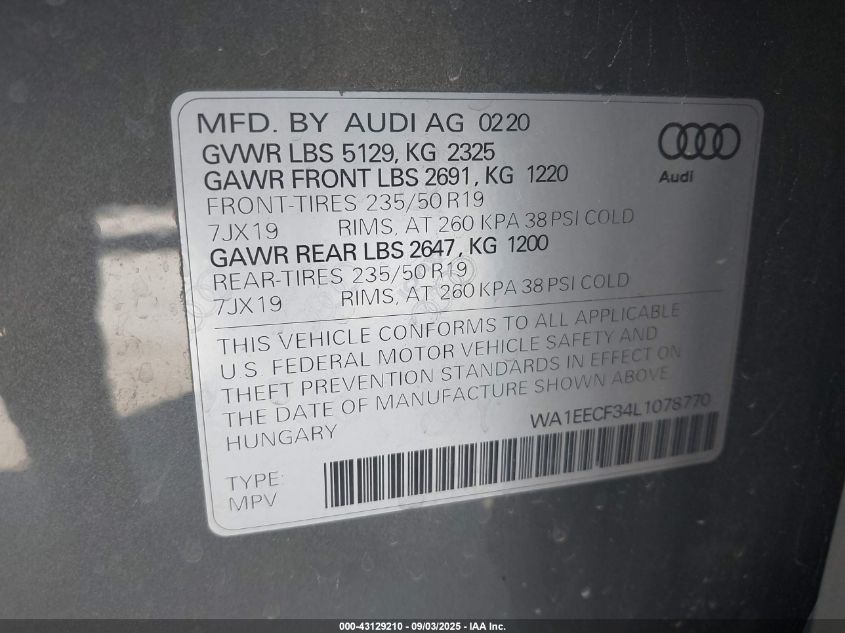 MFD. BY AUDI AG 0220
GVWR LBS 5129, KG 2325
GAWR FRONT LBS 2691, KG 1220
FRONT-TIRES 235/50 R19
7JX19 RIMS, AT 260 KPA 38 PSI COLD
GAWR REAR LBS 2647, KG 1200
REAR-TIRES 235/50 R19
7JX19 RIMS, AT 260 KPA 38 PSI COLD
Audi
THIS VEHICLE CONFORMS TO ALL APPLICABLE
U.S. FEDERAL MOTOR VEHICLE SAFETY AND
THEFT PREVENTION STANDARDS IN EFFECT ON
THE DATE OF MANUFACTURE SHOWN ABOVE.
HUNGARY
WA1EECF34L1078770
TYPE:
MPV
000-43129210 - 09/03/2025 - IAA Inc.